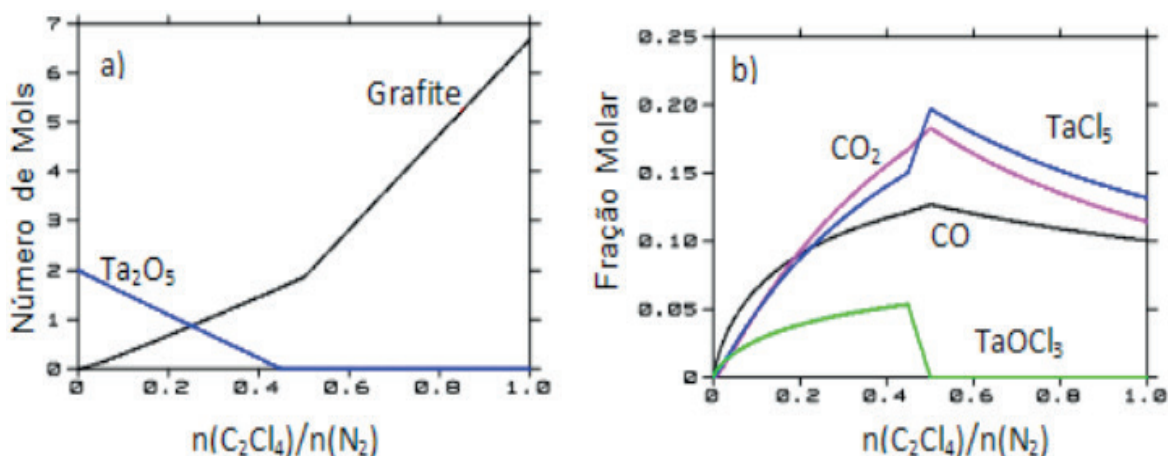 a)
Número de Mols
7
6
5
4
3
2
1
0
Grafite
Ta₂O₅
0 0.2 0.4 0.6 0.8 1.0
n(C₂Cl₄)/n(N₂)
b)
Fração Molar
0.25
0.20
0.15
0.10
0.05
0
TaCl₅
CO₂
CO
TaOCl₃
0 0.2 0.4 0.6 0.8 1.0
n(C₂Cl₄)/n(N₂)